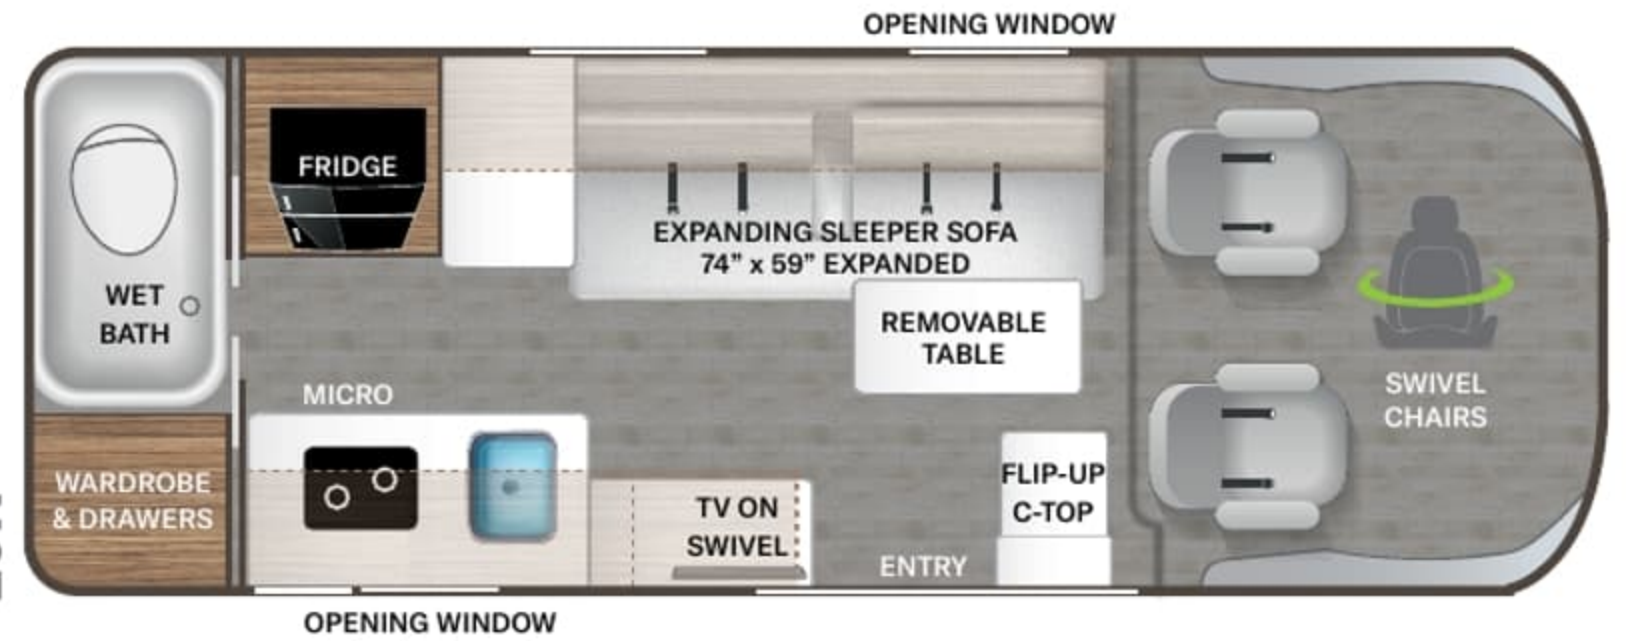 OPENING WINDOW
FRIDGE
EXPANDING SLEEPER SOFA
74” x 59” EXPANDED
WET
BATH
REMOVABLE
TABLE
MICRO
SWIVEL
CHAIRS
WARDROBE
& DRAWERS
TV ON
SWIVEL
FLIP-UP
C-TOP
ENTRY
OPENING WINDOW